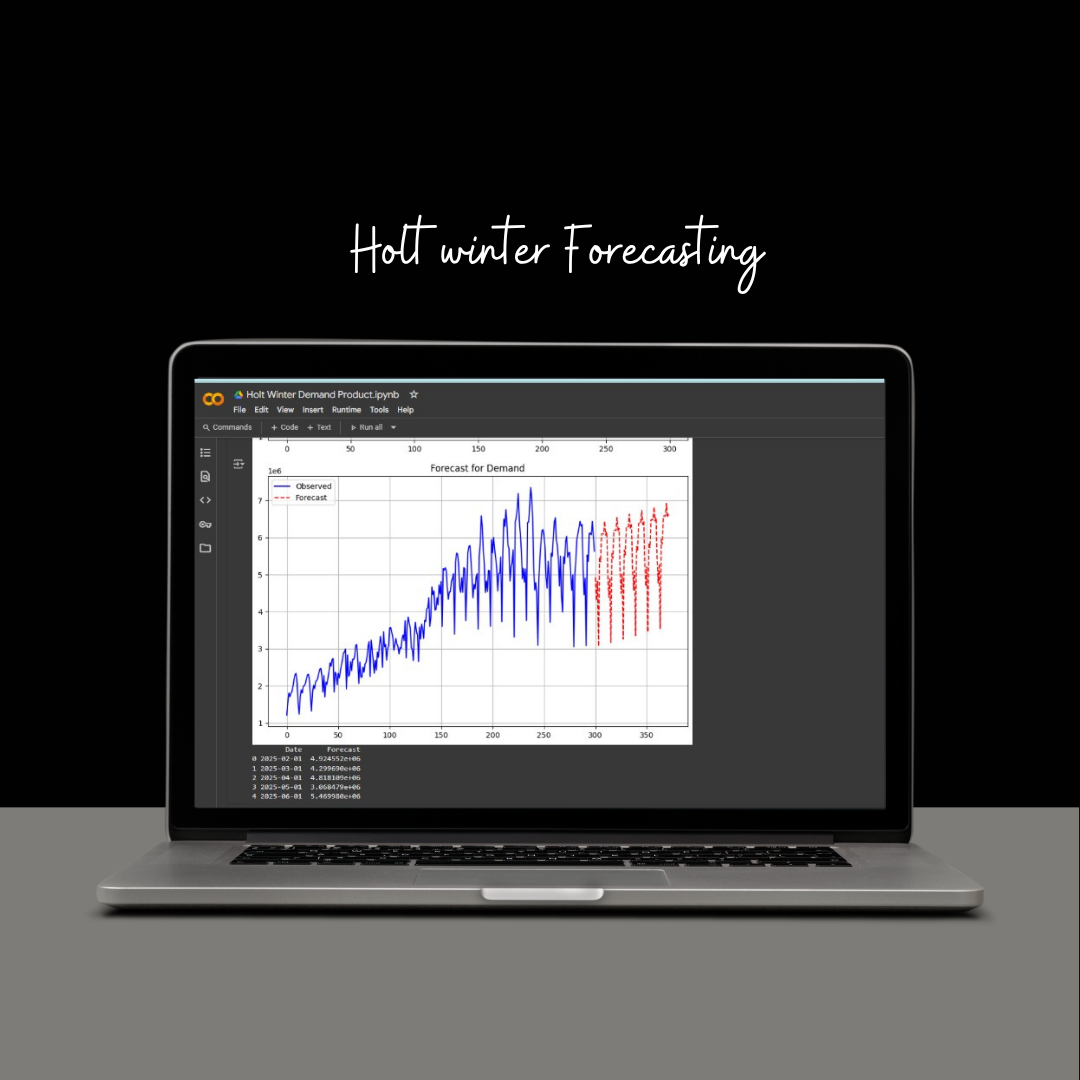 Holt winter Forecasting
Holt Winter Demand Product.ipynb
File Edit View Insert Runtime Tools Help
Commands + Code + Text Run all
0 50 100 150 200 250 300
Forecast for Demand
1e6
Observed
Forecast
7
6
5
4
3
2
1
0 50 100 150 200 250 300 350
Date Forecast
0 2025-02-01 4.924552e+06
1 2025-03-01 4.299690e+06
2 2025-04-01 4.818109e+06
3 2025-05-01 3.068479e+06
4 2025-06-01 5.469980e+06